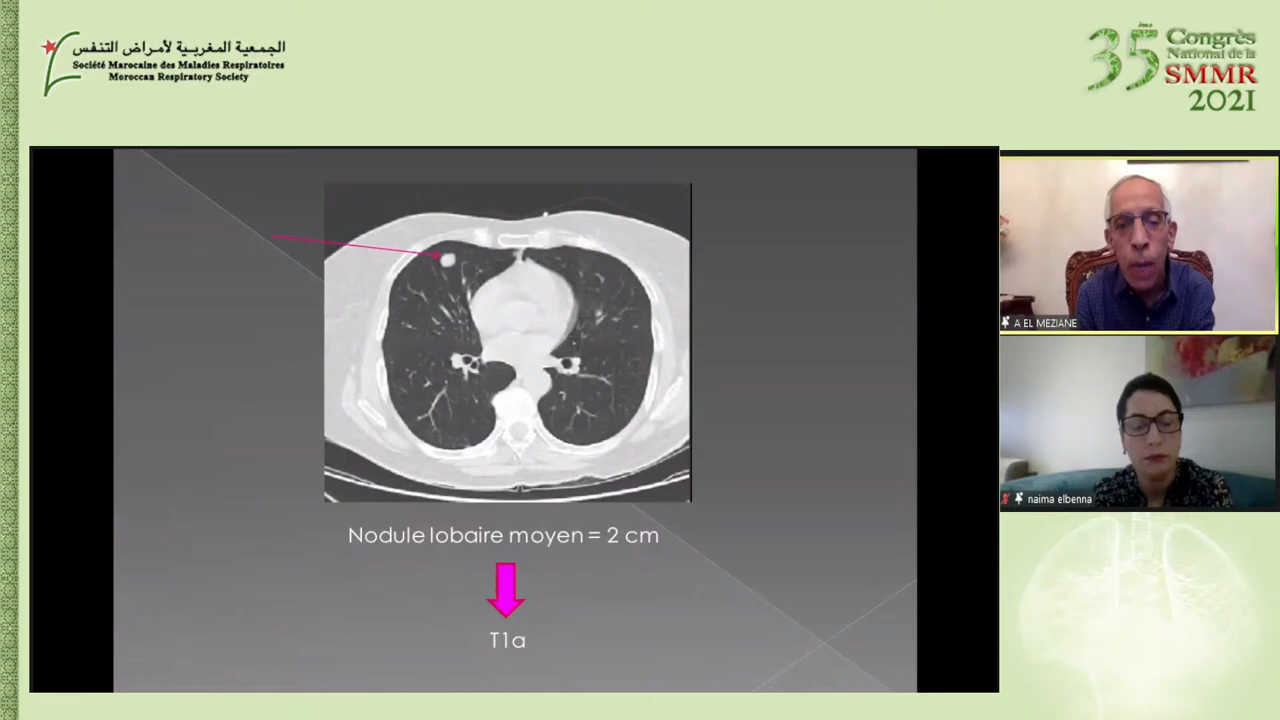 الجمعية المغربية لأمراض التنفس
Société Marocaine des Maladies Respiratoires
Moroccan Respiratory Society
35ème Congrès
National de la
SMMR
2021
Nodule lobaire moyen = 2 cm
T1a
A EL MEZIANE
naima elbenna